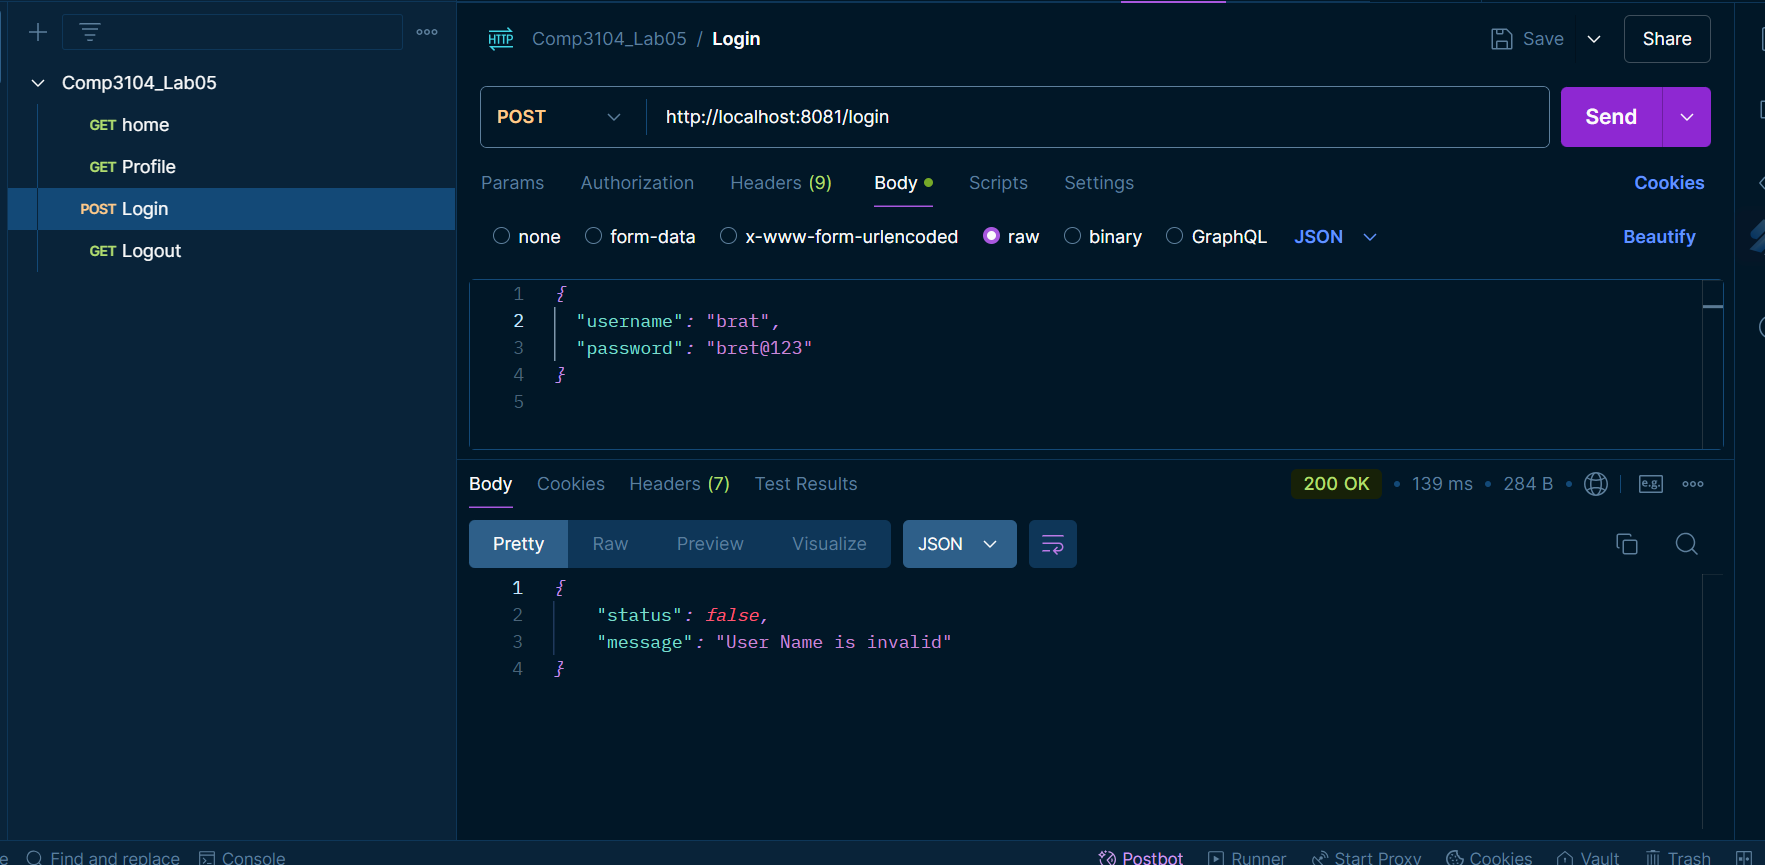 Comp3104_Lab05
GET home
GET Profile
POST Login
GET Logout
HTTP Comp3104_Lab05 / Login
Save
Share
POST http://localhost:8081/login
Send
Params Authorization Headers (9) Body Scripts Settings Cookies
none form-data x-www-form-urlencoded raw binary GraphQL JSON Beautify
1 {
2 "username": "brat",
3 "password": "bret@123"
4 }
5
Body Cookies Headers (7) Test Results 200 OK • 139 ms • 284 B • e.g.
Pretty Raw Preview Visualize JSON
1 {
2 "status": false,
3 "message": "User Name is invalid"
4 }
e Find and replace Console Postbot Runner Start Proxy Cookies Vault Trash